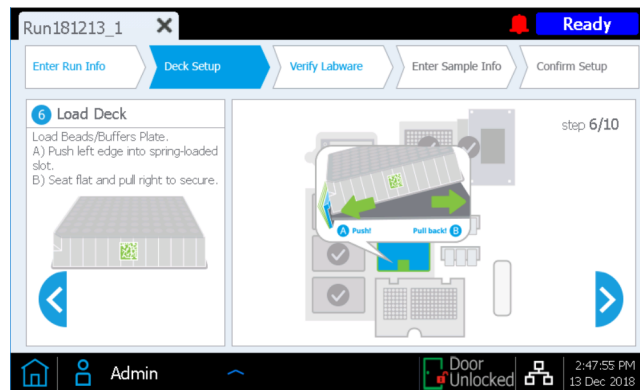 Run181213_1
Ready
Enter Run Info
Deck Setup
Verify Labware
Enter Sample Info
Confirm Setup
6 Load Deck
Load Beads/Buffers Plate.
A) Push left edge into spring-loaded
slot.
B) Seat flat and pull right to secure.
step 6/10
A Push!
Pull back! B
Admin
Door
Unlocked
2:47:55 PM
13 Dec 2018